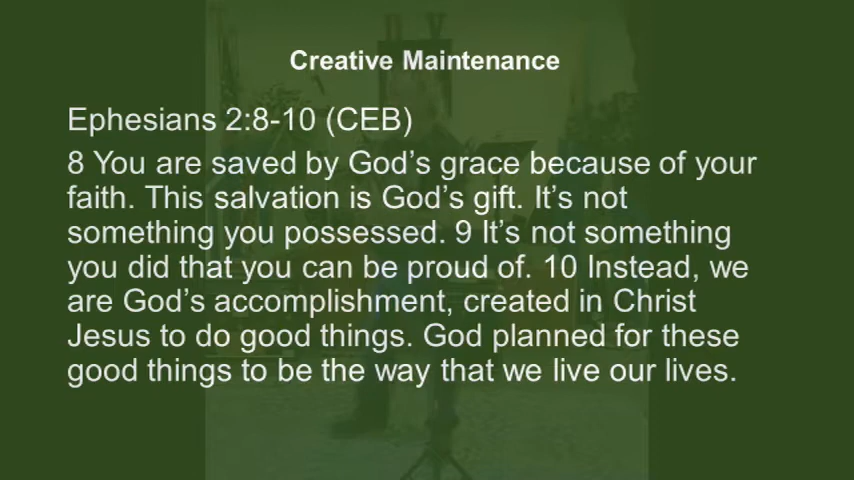 Creative Maintenance
Ephesians 2:8-10 (CEB)
8 You are saved by God’s grace because of your
faith. This salvation is God’s gift. It’s not
something you possessed. 9 It’s not something
you did that you can be proud of. 10 Instead, we
are God’s accomplishment, created in Christ
Jesus to do good things. God planned for these
good things to be the way that we live our lives.